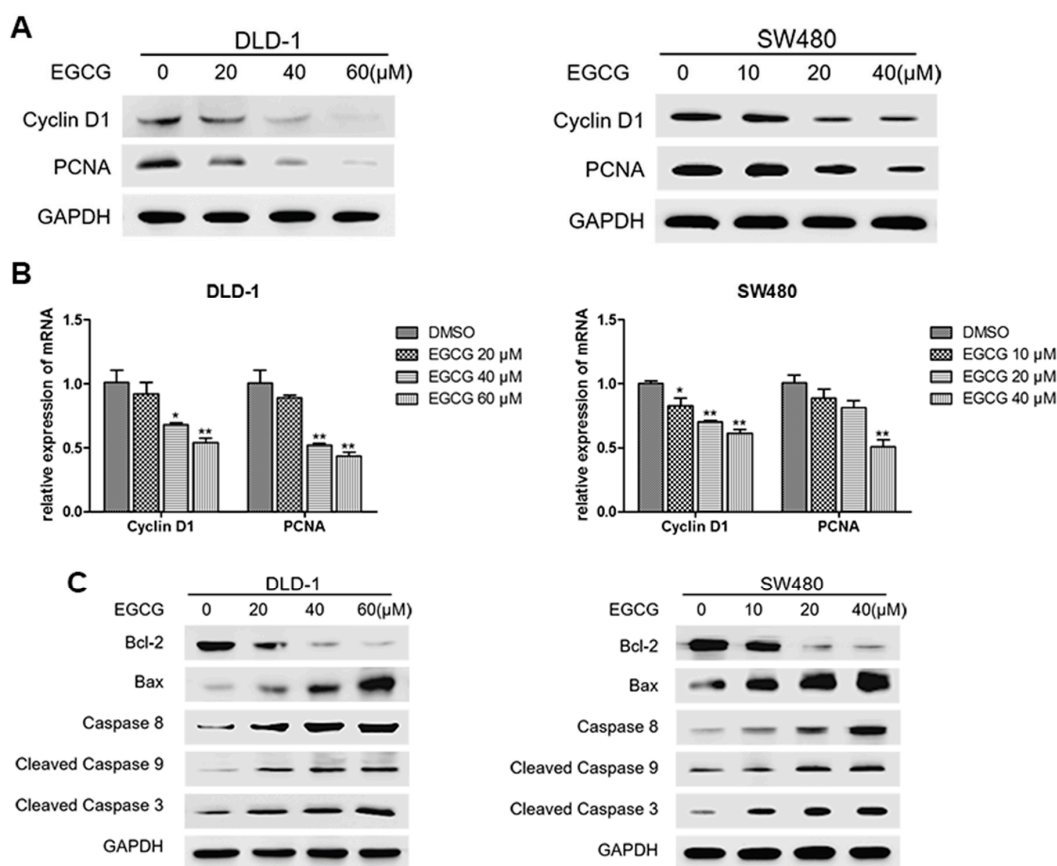 A
DLD-1
EGCG 0 20 40 60(µM)
Cyclin D1
PCNA
GAPDH
SW480
EGCG 0 10 20 40(µM)
Cyclin D1
PCNA
GAPDH
B
DLD-1
relative expression of mRNA
1.5
1.0
0.5
0.0
* ** ** **
Cyclin D1 PCNA
DMSO
EGCG 20 µM
EGCG 40 µM
EGCG 60 µM
SW480
relative expression of mRNA
1.5
1.0
0.5
0.0
* ** ** **
Cyclin D1 PCNA
DMSO
EGCG 10 µM
EGCG 20 µM
EGCG 40 µM
C
DLD-1
EGCG 0 20 40 60(µM)
Bcl-2
Bax
Caspase 8
Cleaved Caspase 9
Cleaved Caspase 3
GAPDH
SW480
EGCG 0 10 20 40(µM)
Bcl-2
Bax
Caspase 8
Cleaved Caspase 9
Cleaved Caspase 3
GAPDH